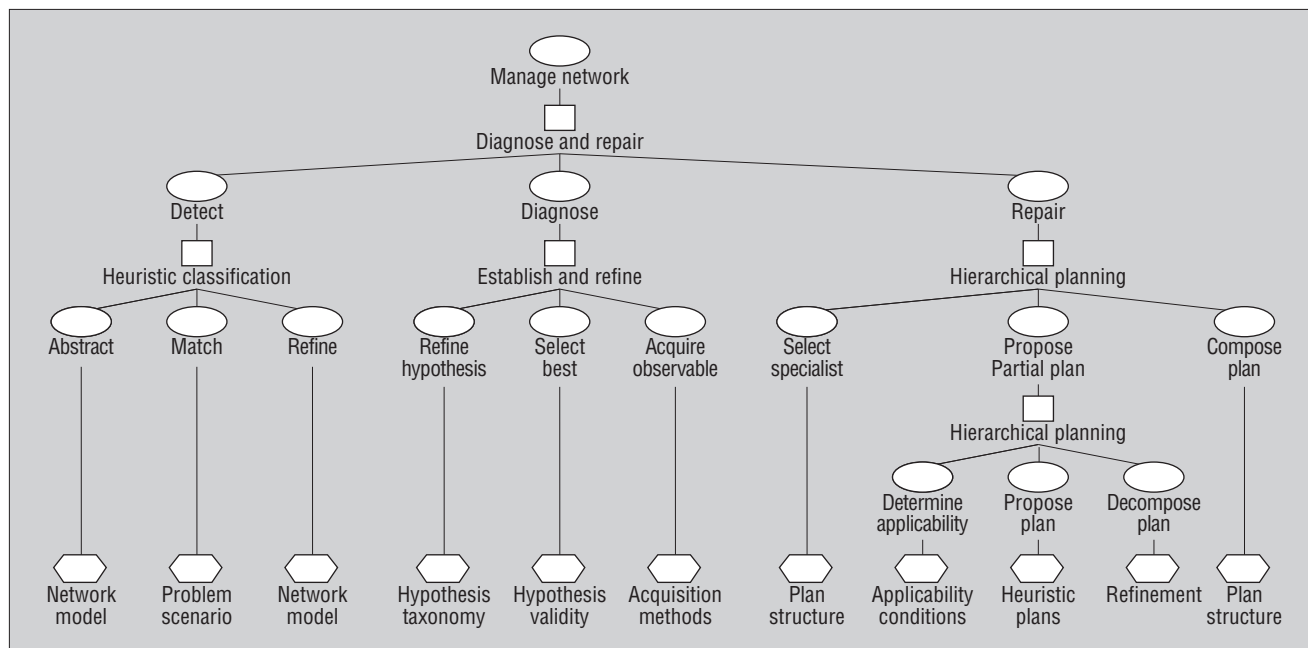 Manage network
Diagnose and repair
Detect
Diagnose
Repair
Heuristic classification
Establish and refine
Hierarchical planning
Abstract
Match
Refine
Refine
hypothesis
Select
best
Acquire
observable
Select
specialist
Propose
Partial plan
Compose
plan
Hierarchical planning
Determine
applicability
Propose
plan
Decompose
plan
Network
model
Problem
scenario
Network
model
Hypothesis
taxonomy
Hypothesis
validity
Acquisition
methods
Plan
structure
Applicability
conditions
Heuristic
plans
Refinement
Plan
structure